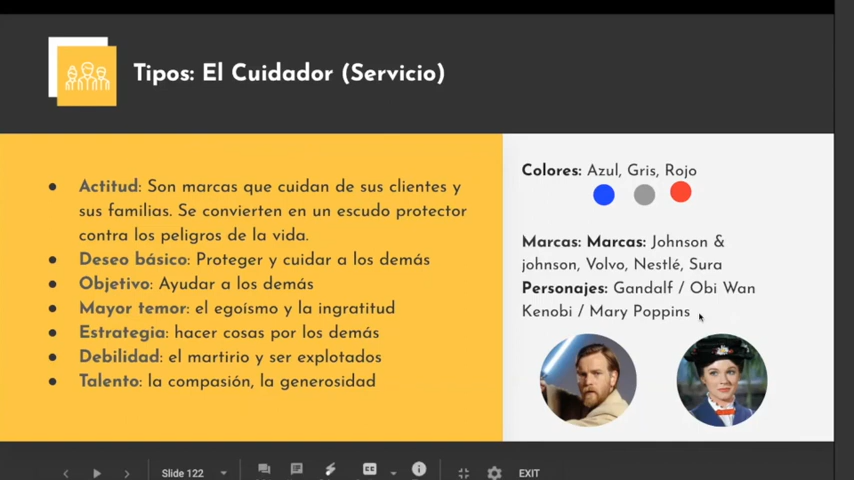 Tipos: El Cuidador (Servicio)
● Actitud: Son marcas que cuidan de sus clientes y
sus familias. Se convierten en un escudo protector
contra los peligros de la vida.
● Deseo básico: Proteger y cuidar a los demás
● Objetivo: Ayudar a los demás
● Mayor temor: el egoísmo y la ingratitud
● Estrategia: hacer cosas por los demás
● Debilidad: el martirio y ser explotados
● Talento: la compasión, la generosidad
Colores: Azul, Gris, Rojo
Marcas: Marcas: Johnson &
johnson, Volvo, Nestlé, Sura
Personajes: Gandalf / Obi Wan
Kenobi / Mary Poppins
Slide 122
CC
EXIT